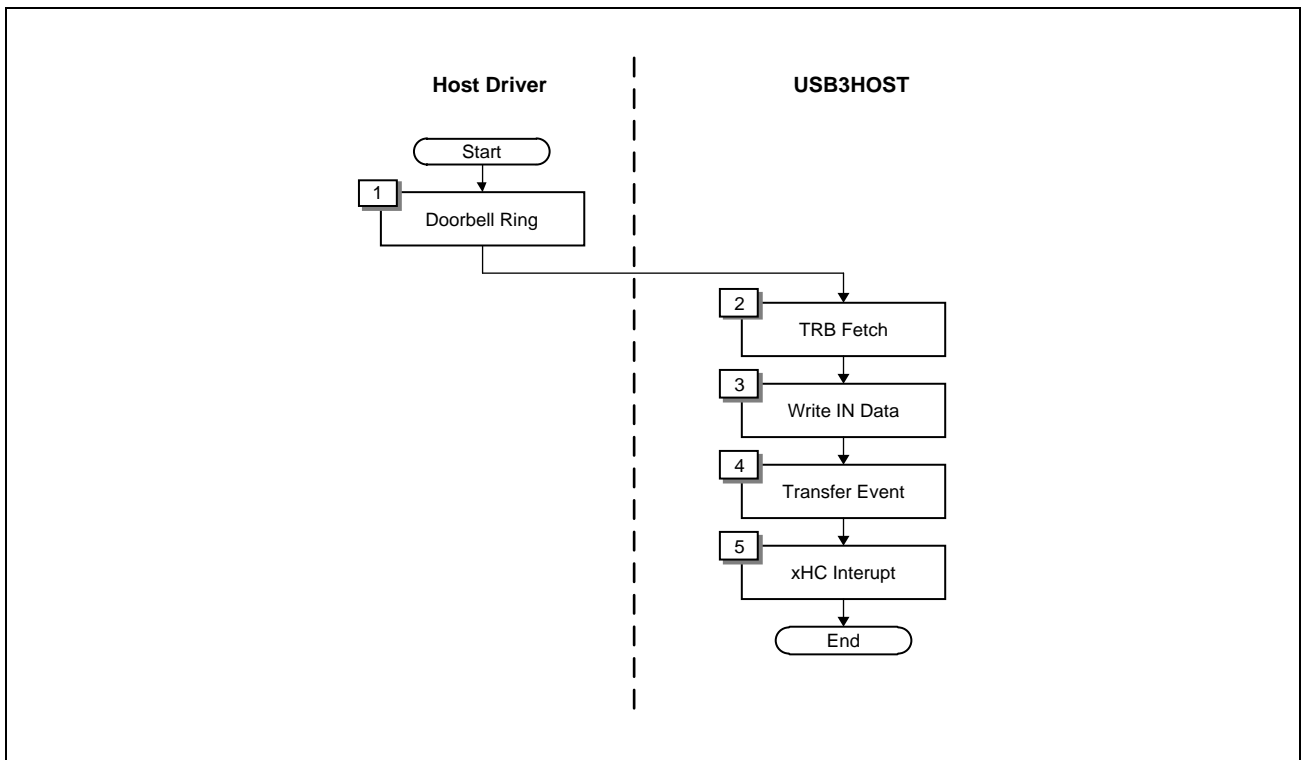 Host Driver
USB3HOST
Start
1
Doorbell Ring
2
TRB Fetch
3
Write IN Data
4
Transfer Event
5
xHC Interupt
End